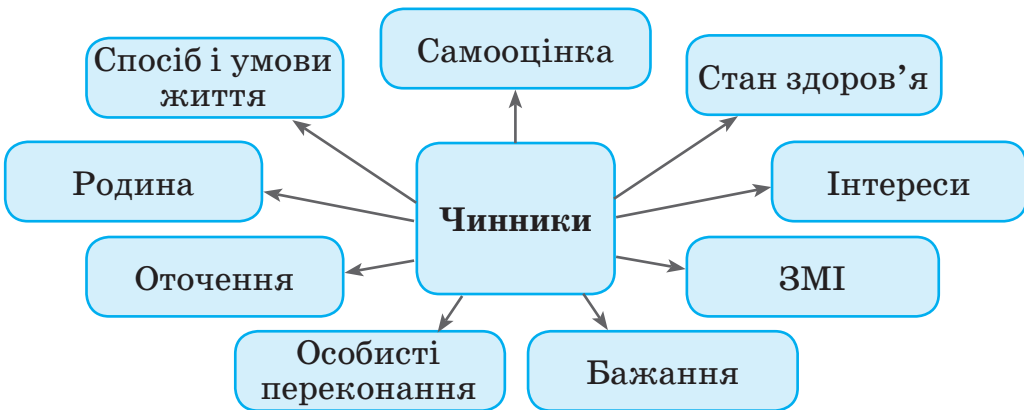 Самооцінка
Спосіб і умови
життя
Стан здоров’я
Родина
Чинники
Інтереси
Оточення
ЗМІ
Особисті
переконання
Бажання